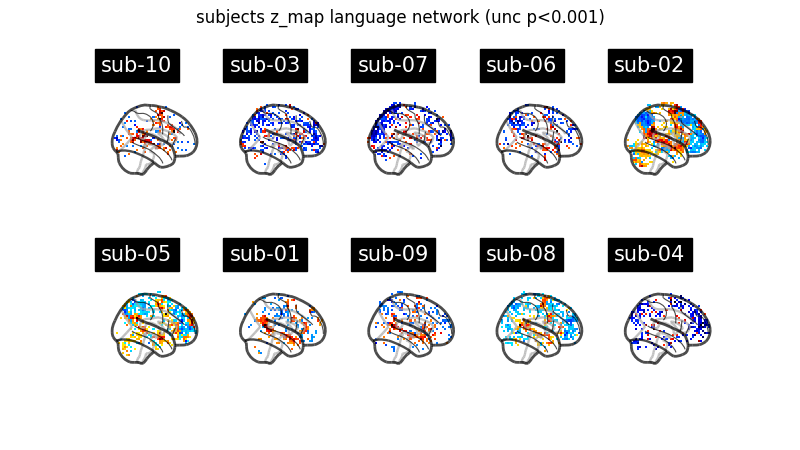 subjects z_map language network (unc p<0.001)
sub-10 sub-03 sub-07 sub-06 sub-02
sub-05 sub-01 sub-09 sub-08 sub-04